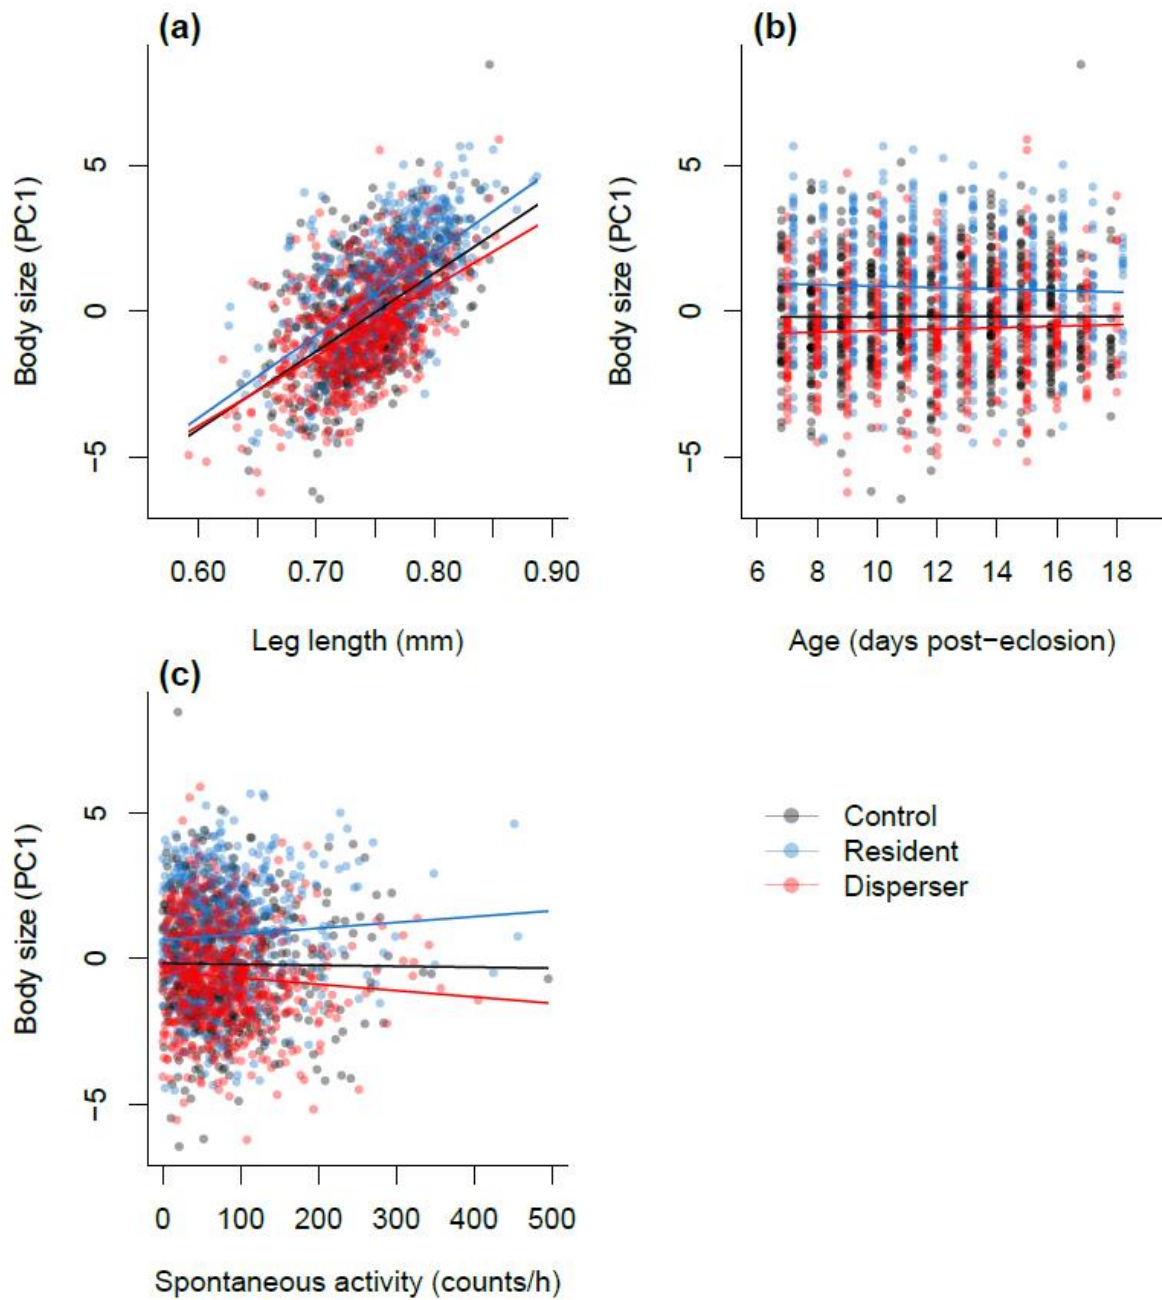 (a)
Body size (PC1)
5
0
−5
0.60 0.70 0.80 0.90
Leg length (mm)
(b)
Body size (PC1)
5
0
−5
6 8 10 12 14 16 18
Age (days post−eclosion)
(c)
Body size (PC1)
5
0
−5
0 100 200 300 400 500
Spontaneous activity (counts/h)
Control
Resident
Disperser